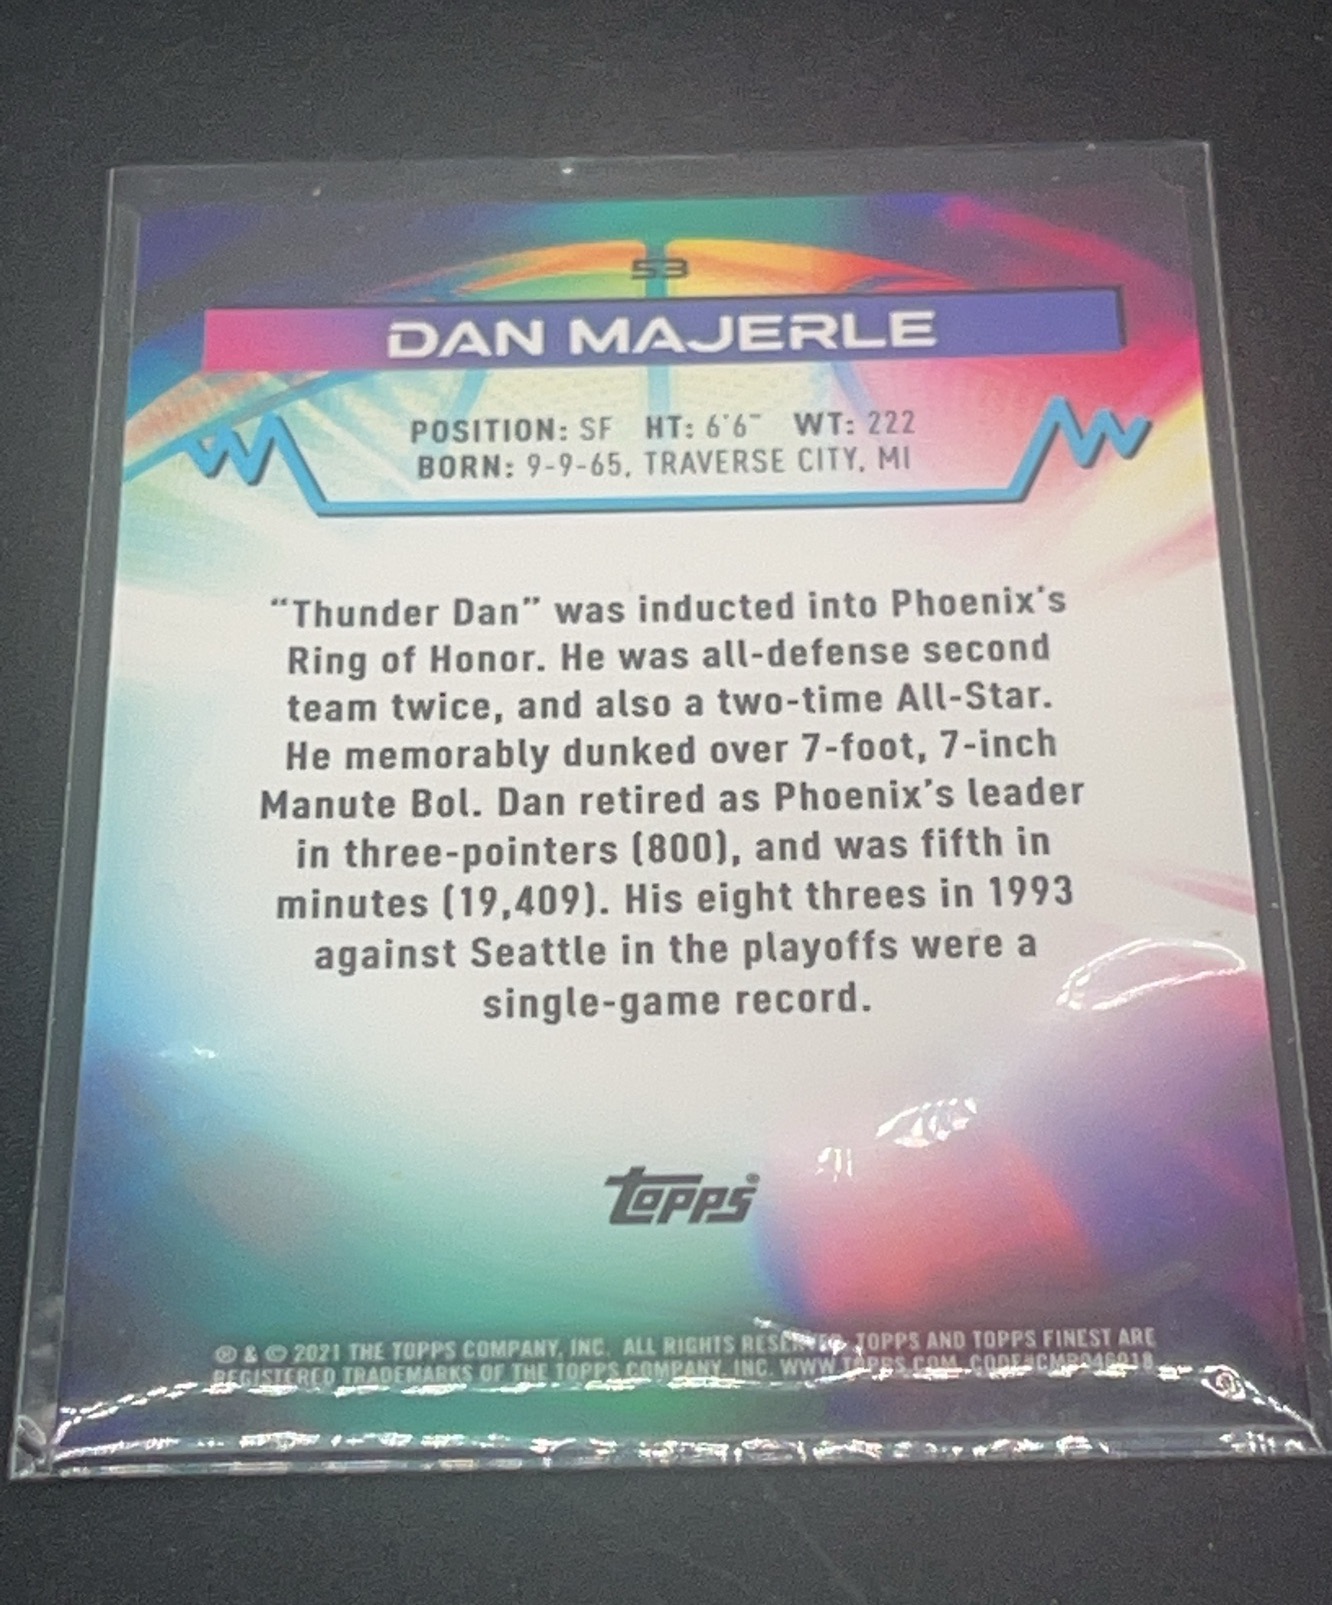 53
DAN MAJERLE
POSITION: SF HT: 6'6" WT: 222
BORN: 9-9-65, TRAVERSE CITY, MI
“Thunder Dan” was inducted into Phoenix’s
Ring of Honor. He was all-defense second
team twice, and also a two-time All-Star.
He memorably dunked over 7-foot, 7-inch
Manute Bol. Dan retired as Phoenix’s leader
in three-pointers (800), and was fifth in
minutes (19,409). His eight threes in 1993
against Seattle in the playoffs were a
single-game record.
topps®
® & © 2021 THE TOPPS COMPANY, INC. ALL RIGHTS RESERVED. TOPPS AND TOPPS FINEST ARE
REGISTERED TRADEMARKS OF THE TOPPS COMPANY, INC. WWW.TOPPS.COM.